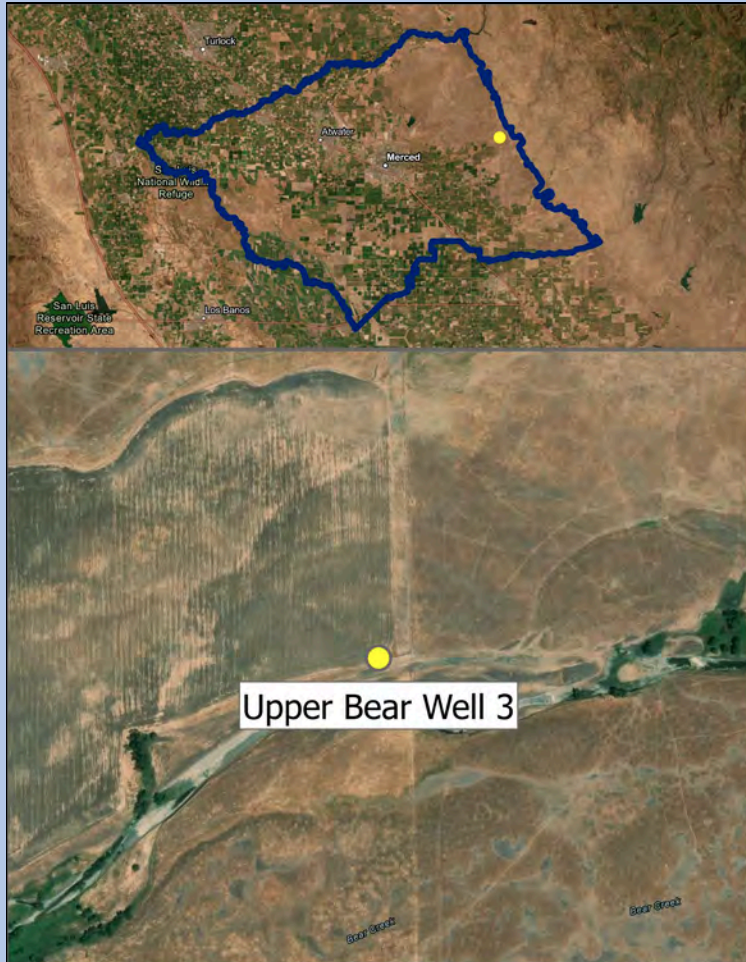 Turlock
Atwater
Merced
National Wildl..
Refuge
San Luis
Reservoir State
Recreation Area
Los Banos
Upper Bear Well 3
Bear Creek
Bear Creek